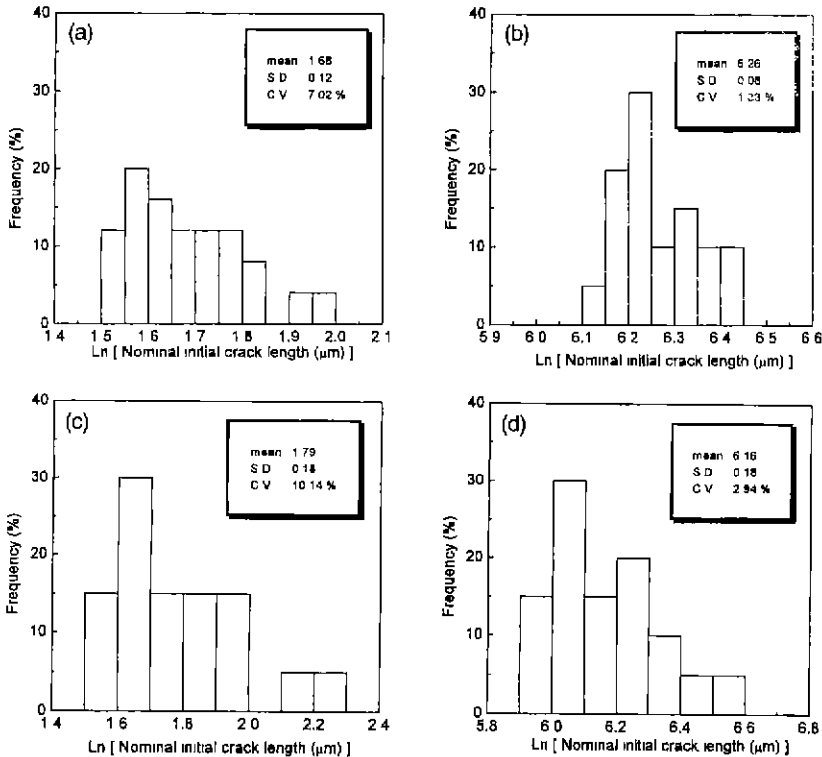 (a)
mean 1.68
S D 0.12
C V 7.02 %
40
30
20
10
0
Frequency (%)
1.4 1.5 1.6 1.7 1.8 1.9 2.0 2.1
Ln [ Nominal initial crack length (μm) ]
(b)
mean 6.26
S D 0.08
C V 1.33 %
40
30
20
10
0
Frequency (%)
5.9 6.0 6.1 6.2 6.3 6.4 6.5 6.6
Ln [ Nominal initial crack length (μm) ]
(c)
mean 1.79
S D 0.18
C V 10.14 %
40
30
20
10
0
Frequency (%)
1.4 1.6 1.8 2.0 2.2 2.4
Ln [ Nominal initial crack length (μm) ]
(d)
mean 6.16
S D 0.18
C V 2.94 %
40
30
20
10
0
Frequency (%)
5.8 6.0 6.2 6.4 6.6 6.8
Ln [ Nominal initial crack length (μm) ]